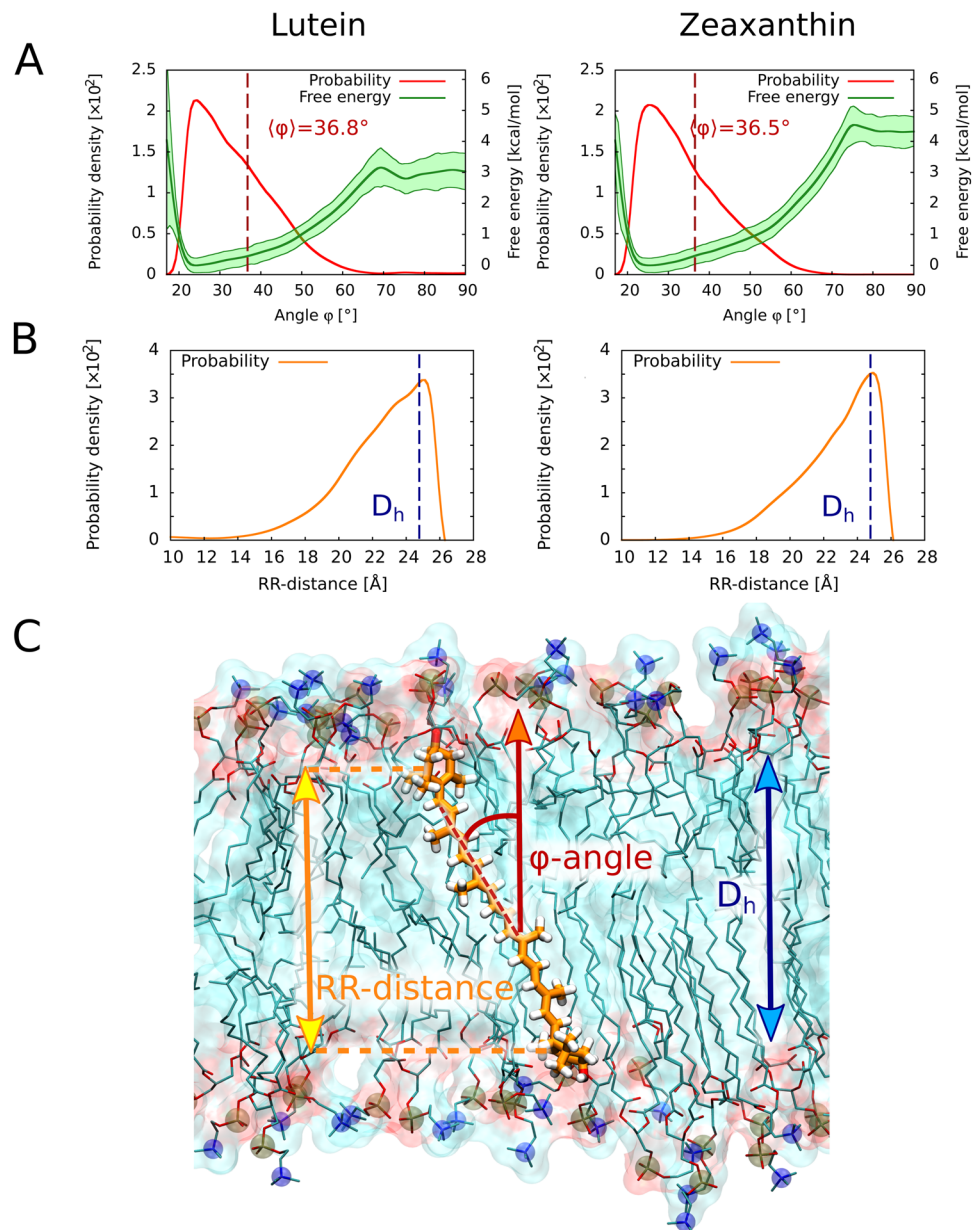 Lutein
Zeaxanthin
A
Probability density [×10²]
2.5
2
1.5
1
0.5
0
Probability
Free energy
⟨φ⟩=36.8°
6
5
4
3
2
1
0
Free energy [kcal/mol]
20 30 40 50 60 70 80 90
Angle φ [°]
Probability density [×10²]
2.5
2
1.5
1
0.5
0
Probability
Free energy
⟨φ⟩=36.5°
6
5
4
3
2
1
0
Free energy [kcal/mol]
20 30 40 50 60 70 80 90
Angle φ [°]
B
Probability density [×10²]
4
3
2
1
0
Probability
Dh
10 12 14 16 18 20 22 24 26 28
RR-distance [Å]
Probability density [×10²]
4
3
2
1
0
Probability
Dh
10 12 14 16 18 20 22 24 26 28
RR-distance [Å]
C
φ-angle
Dh
RR-distance